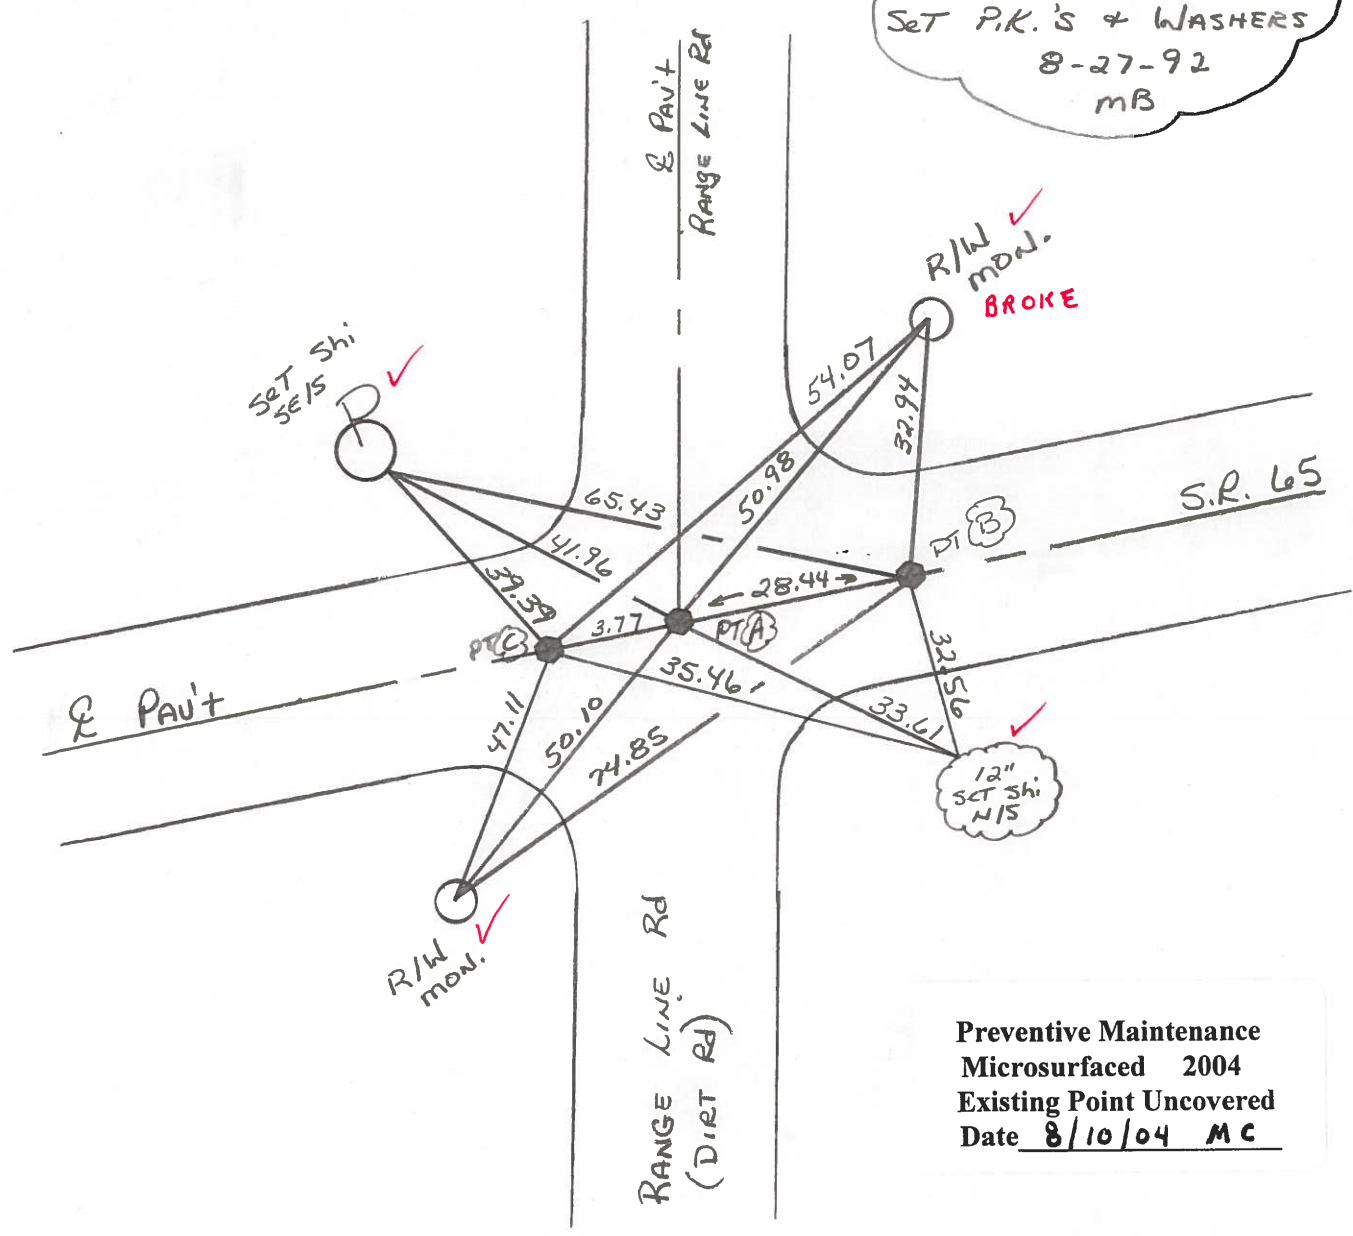 SET P.K.'S & WASHERS
8-27-92
MB
℄ PAV't
RANGE LINE Rd
R/W
MON.
BROKE
SET Shi
SE/S
54.07
32.94
50.98
65.43
41.96
39.39
S.R. 65
PT B
28.44
3.77
PT A
PT C
35.46
33.61
32.56
℄ PAV't
47.11
50.10
74.85
12"
SET Shi
N/S
R/W
MON.
RANGE LINE Rd
(DIRT Rd)
Preventive Maintenance
Microsurfaced 2004
Existing Point Uncovered
Date 8/10/04 MC